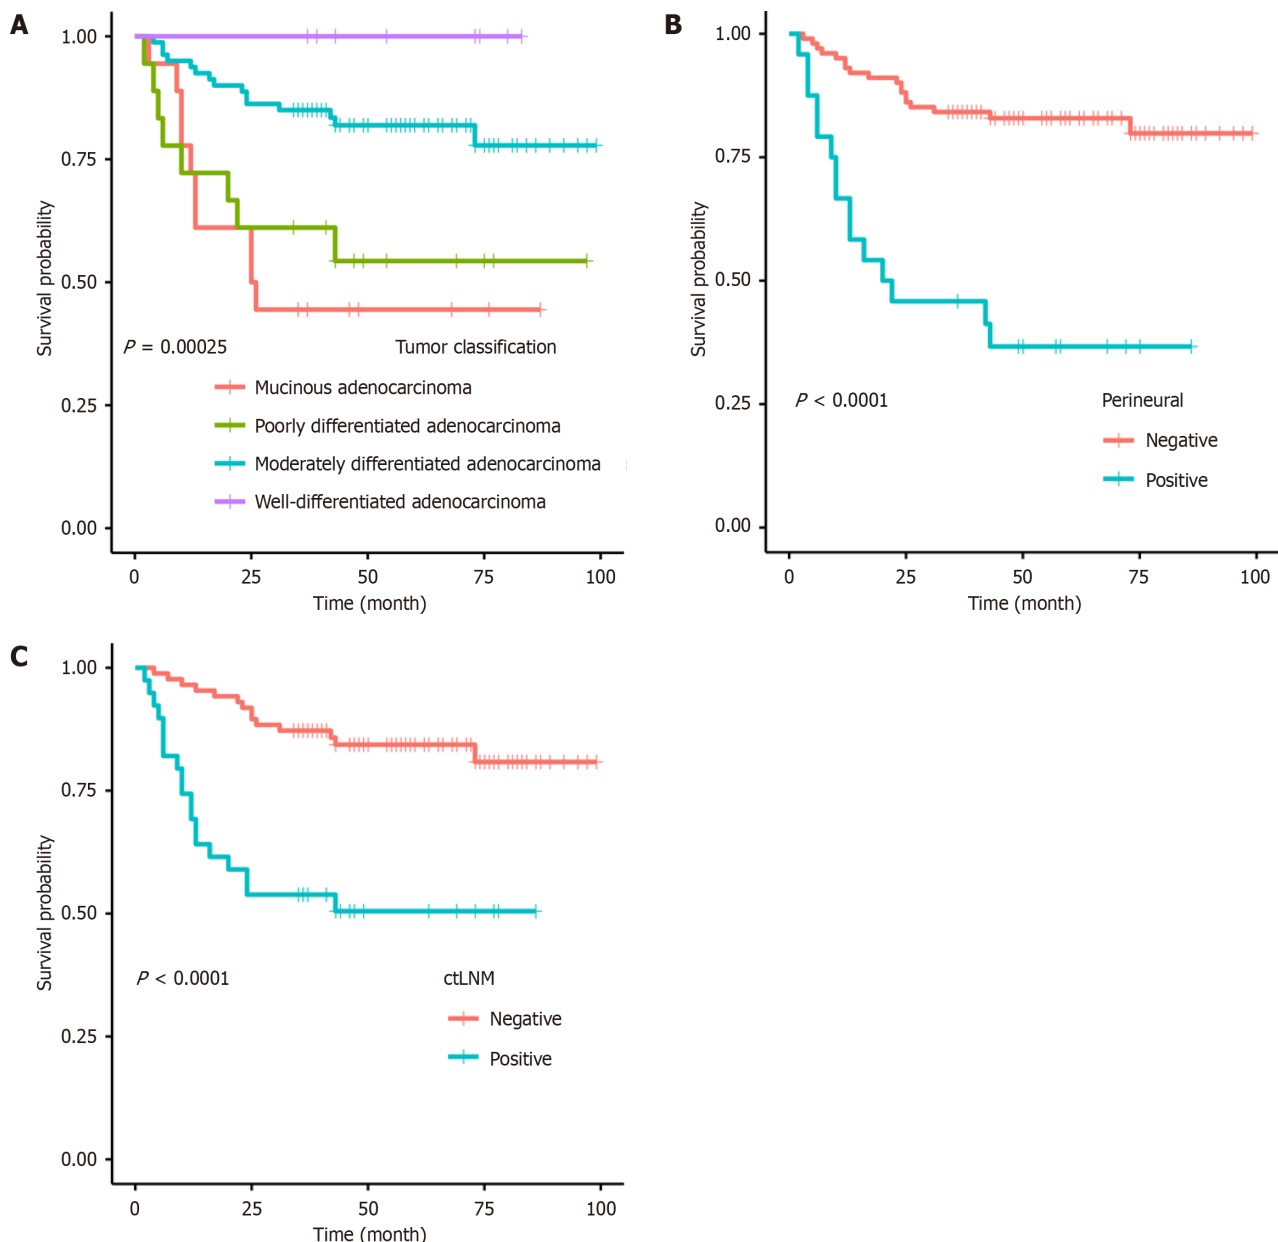 A
1.00
0.75
0.50
0.25
0.00
Survival probability
P = 0.00025
Tumor classification
Mucinous adenocarcinoma
Poorly differentiated adenocarcinoma
Moderately differentiated adenocarcinoma
Well-differentiated adenocarcinoma
0 25 50 75 100
Time (month)
B
1.00
0.75
0.50
0.25
0.00
Survival probability
P < 0.0001
Perineural
Negative
Positive
0 25 50 75 100
Time (month)
C
1.00
0.75
0.50
0.25
0.00
Survival probability
P < 0.0001
ctLNM
Negative
Positive
0 25 50 75 100
Time (month)